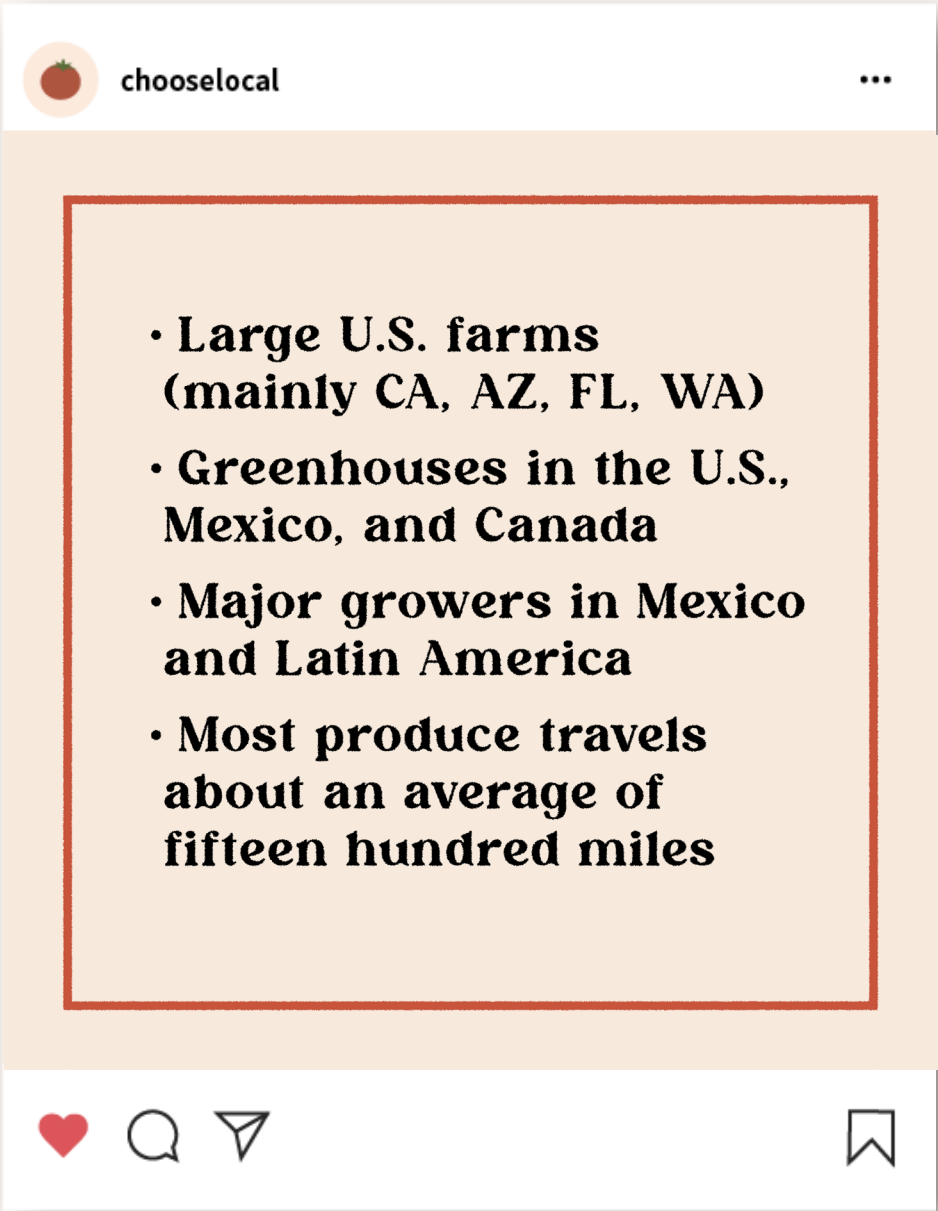 chooselocal
• Large U.S. farms
(mainly CA, AZ, FL, WA)
• Greenhouses in the U.S.,
Mexico, and Canada
• Major growers in Mexico
and Latin America
• Most produce travels
about an average of
fifteen hundred miles